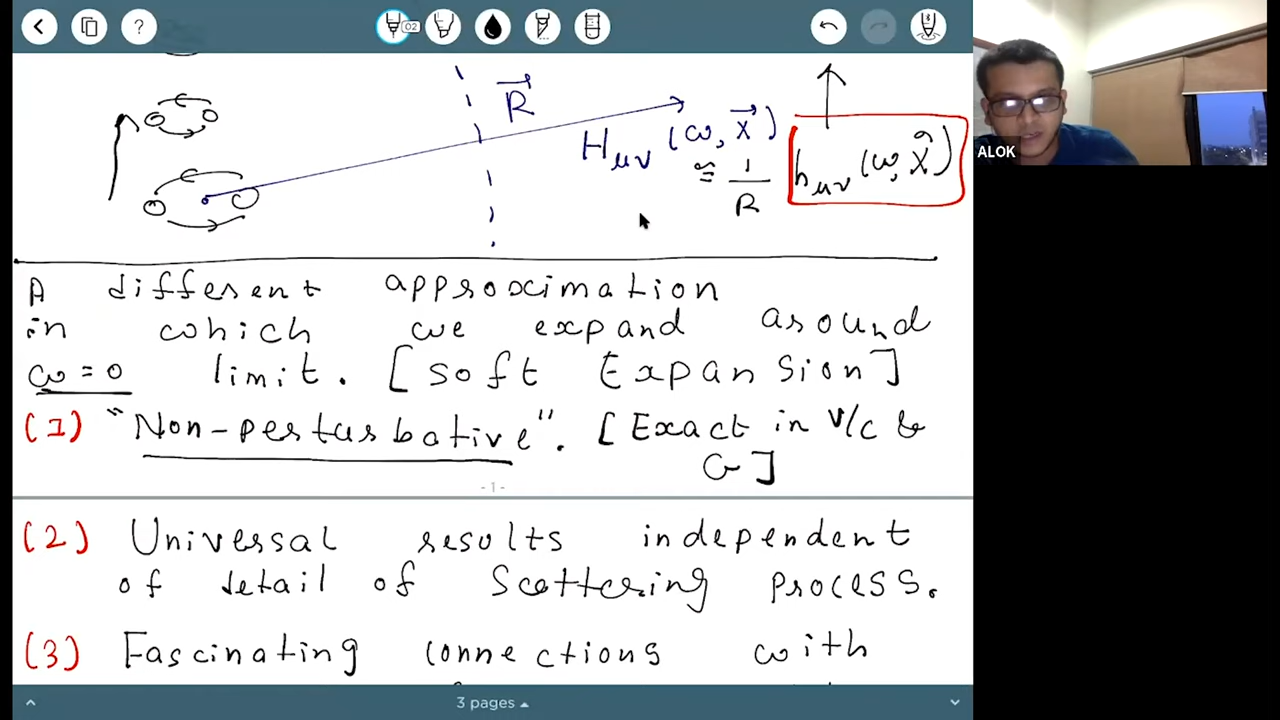 ?
02
R
H_μν (ω, x)
≅ 1/R
h_μν (ω, x̂)
ALOK
A different approximation
in which we expand around
ω = 0 limit. [Soft Expansion]
(1) "Non-perturbative". [Exact in v/c &
G]
- 1 -
(2) Universal results independent
of detail of Scattering process.
(3) Fascinating connections with
3 pages